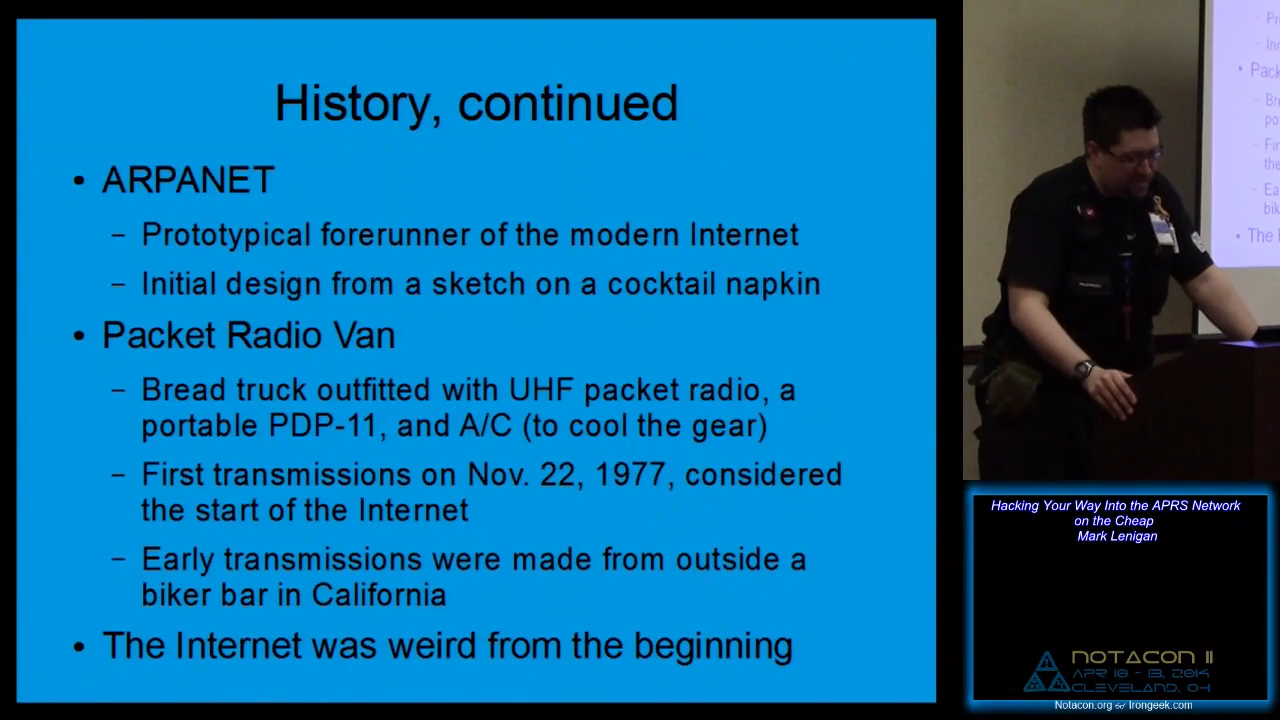 History, continued
• ARPANET
– Prototypical forerunner of the modern Internet
– Initial design from a sketch on a cocktail napkin
• Packet Radio Van
– Bread truck outfitted with UHF packet radio, a
portable PDP-11, and A/C (to cool the gear)
– First transmissions on Nov. 22, 1977, considered
the start of the Internet
– Early transmissions were made from outside a
biker bar in California
• The Internet was weird from the beginning
• Pack
• The
Hacking Your Way Into the APRS Network
on the Cheap
Mark Lenigan
NOTACON 11
APR 10 - 13, 2014
CLEVELAND, OH
Notacon.org & Irongeek.com